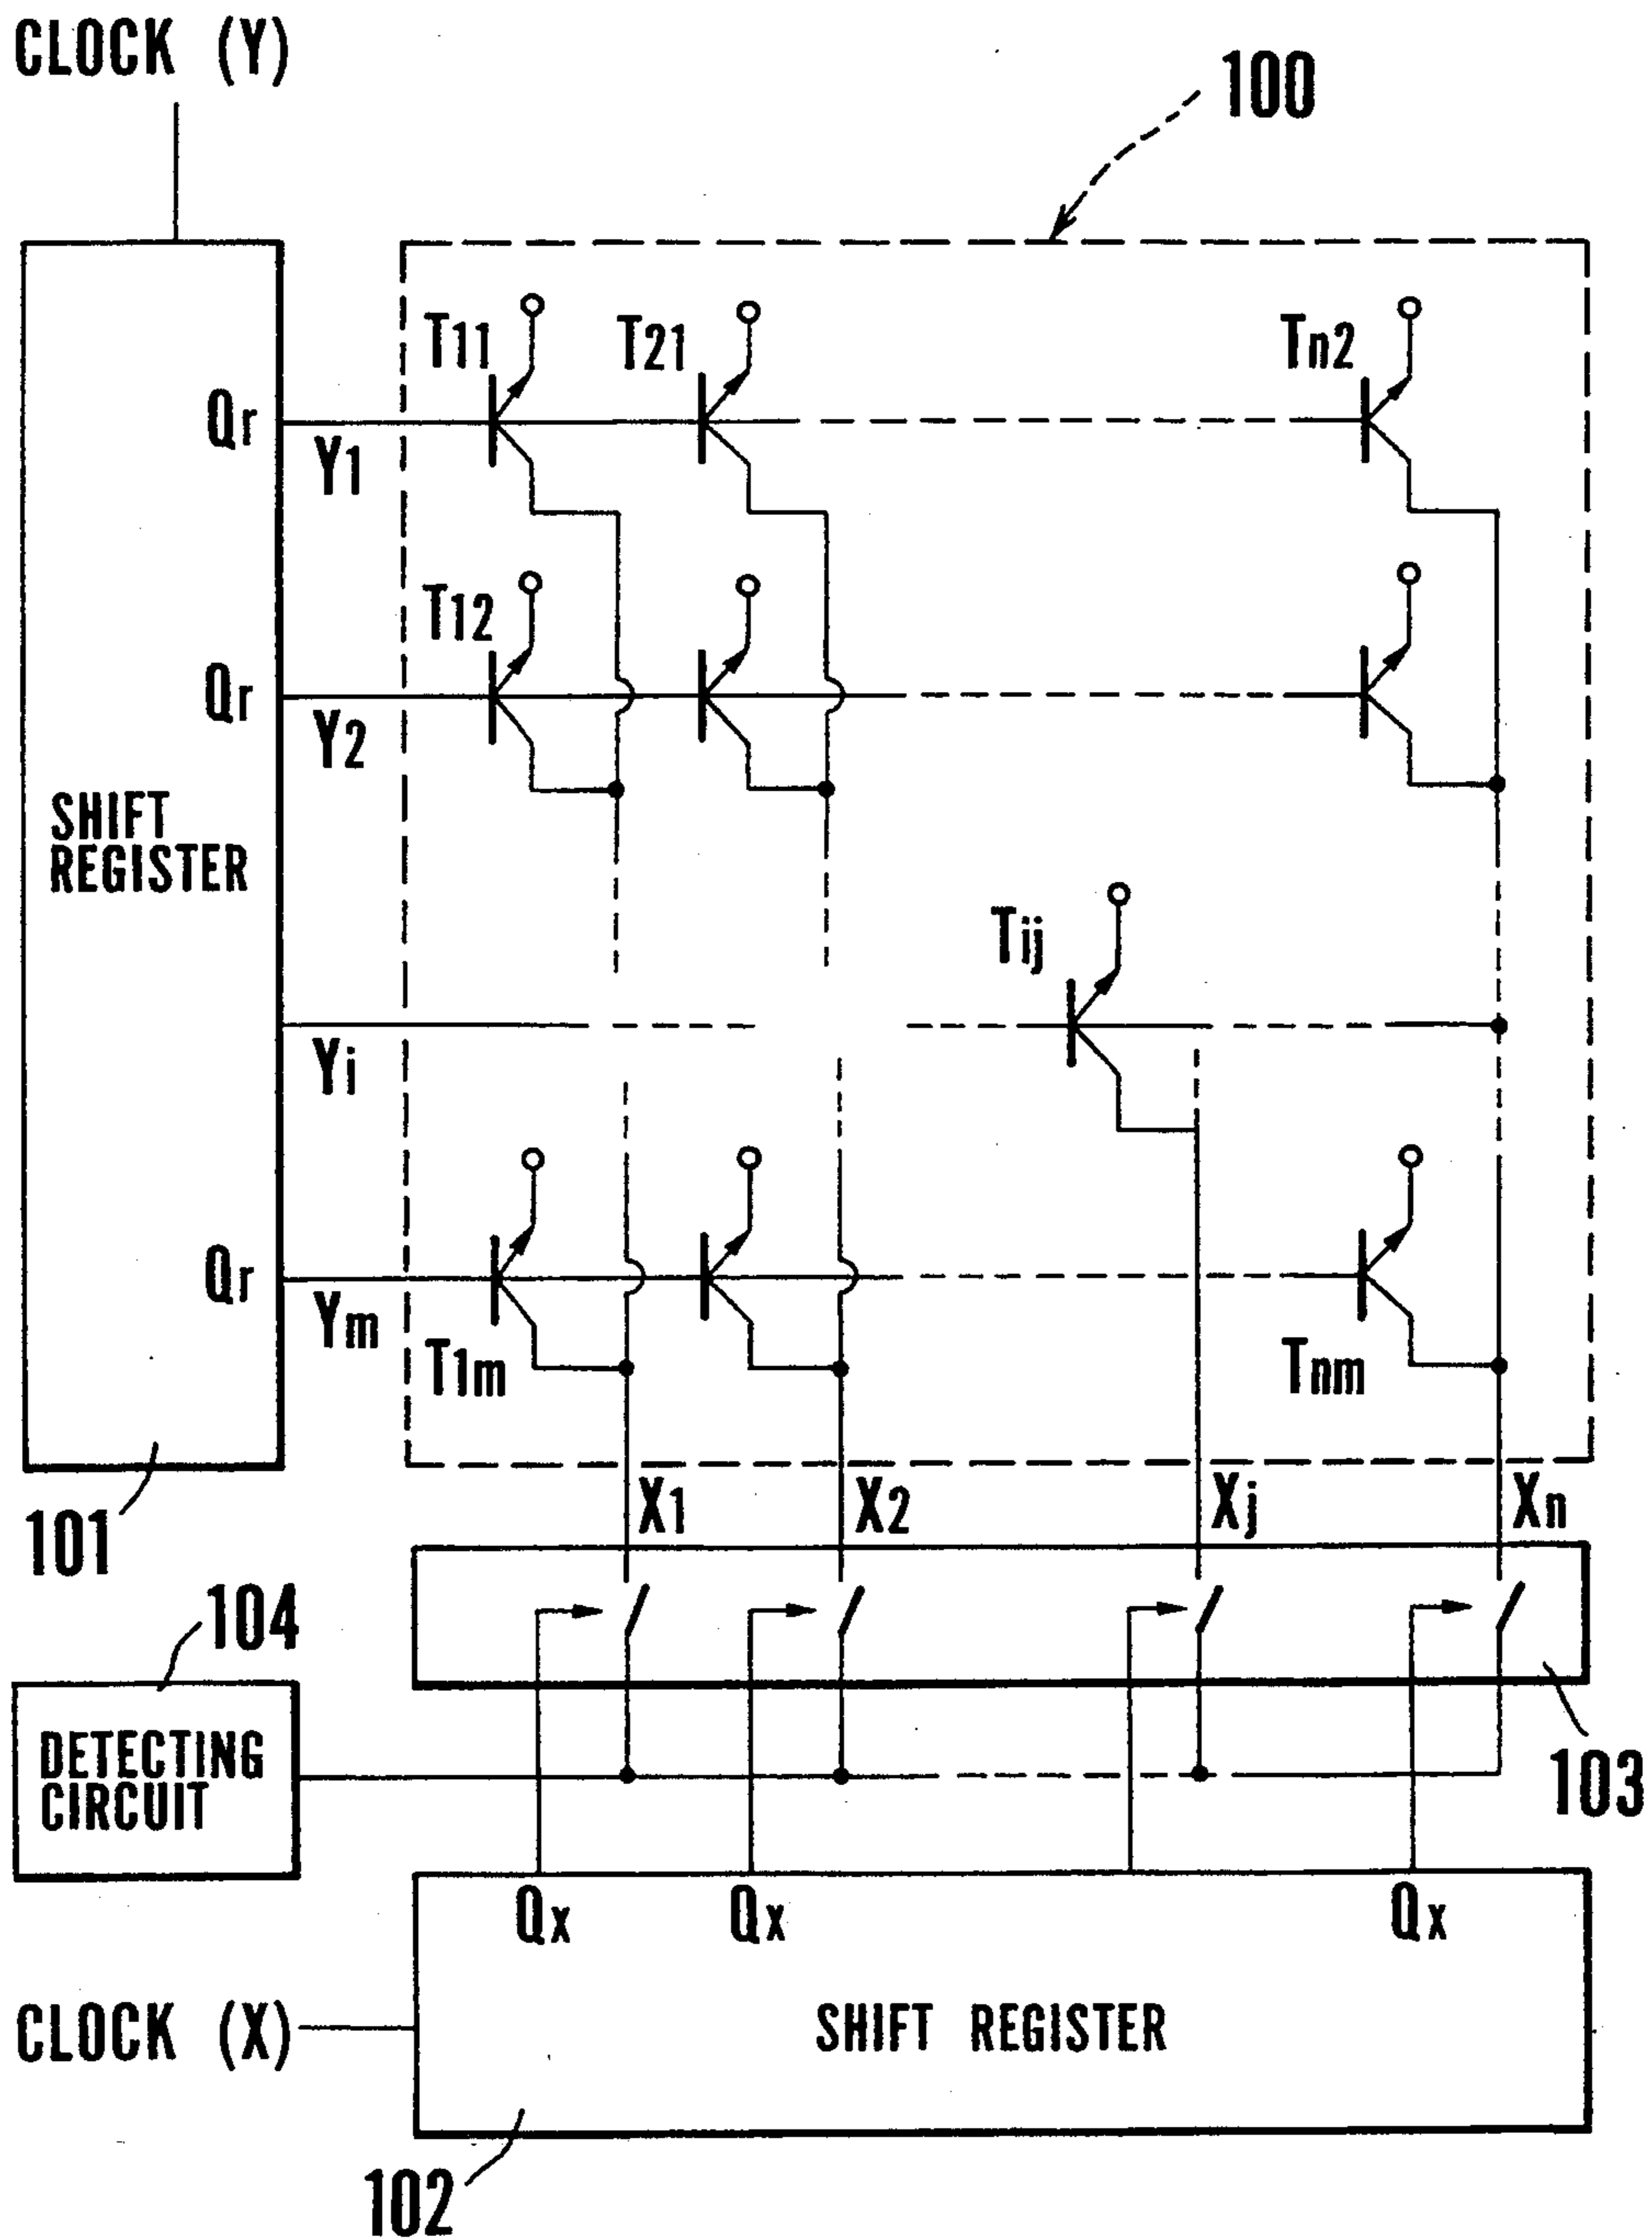 CLOCK (Y)
100
T11
T21
Tn2
Qr
Y1
T12
Qr
Y2
SHIFT
REGISTER
Tij
Yi
Qr
Ym
T1m
Tnm
101
X1
X2
Xj
Xn
104
DETECTING
CIRCUIT
103
Qx
Qx
Qx
CLOCK (X)
SHIFT REGISTER
102